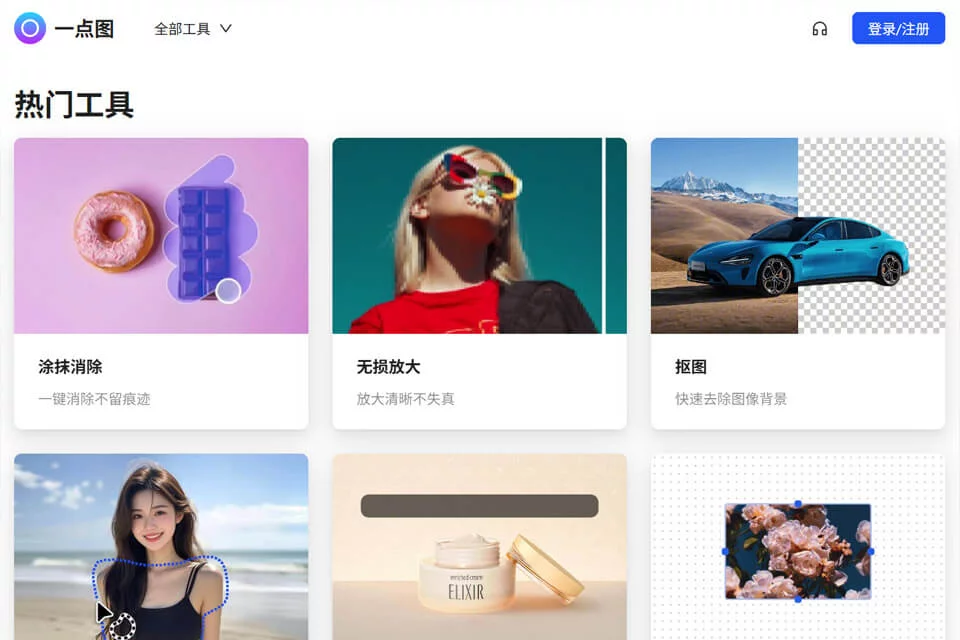 一点图
全部工具
登录/注册
热门工具
涂抹消除
一键消除不留痕迹
无损放大
放大清晰不失真
抠图
快速去除图像背景
enriched cream
ELIXIR